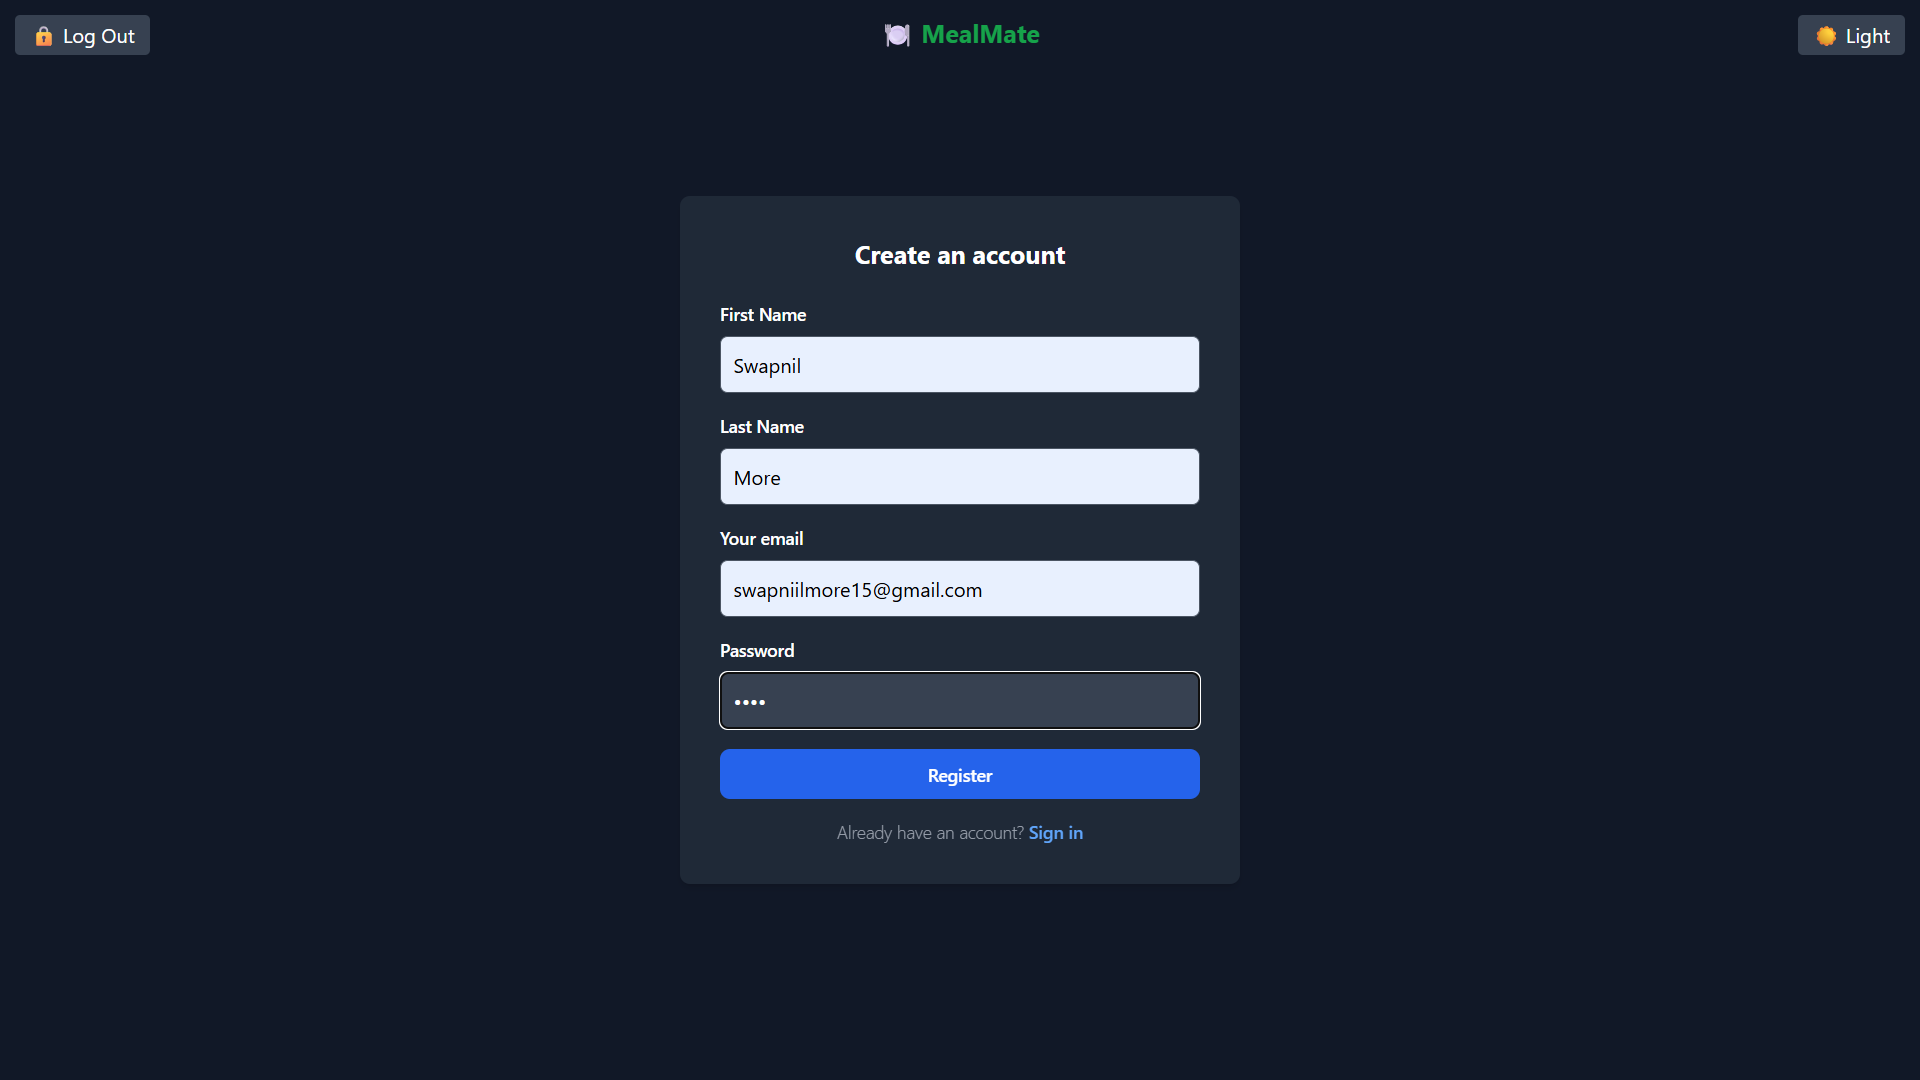 Log Out
MealMate
Light
Create an account
First Name
Swapnil
Last Name
More
Your email
swapniilmore15@gmail.com
Password
••••
Register
Already have an account? Sign in